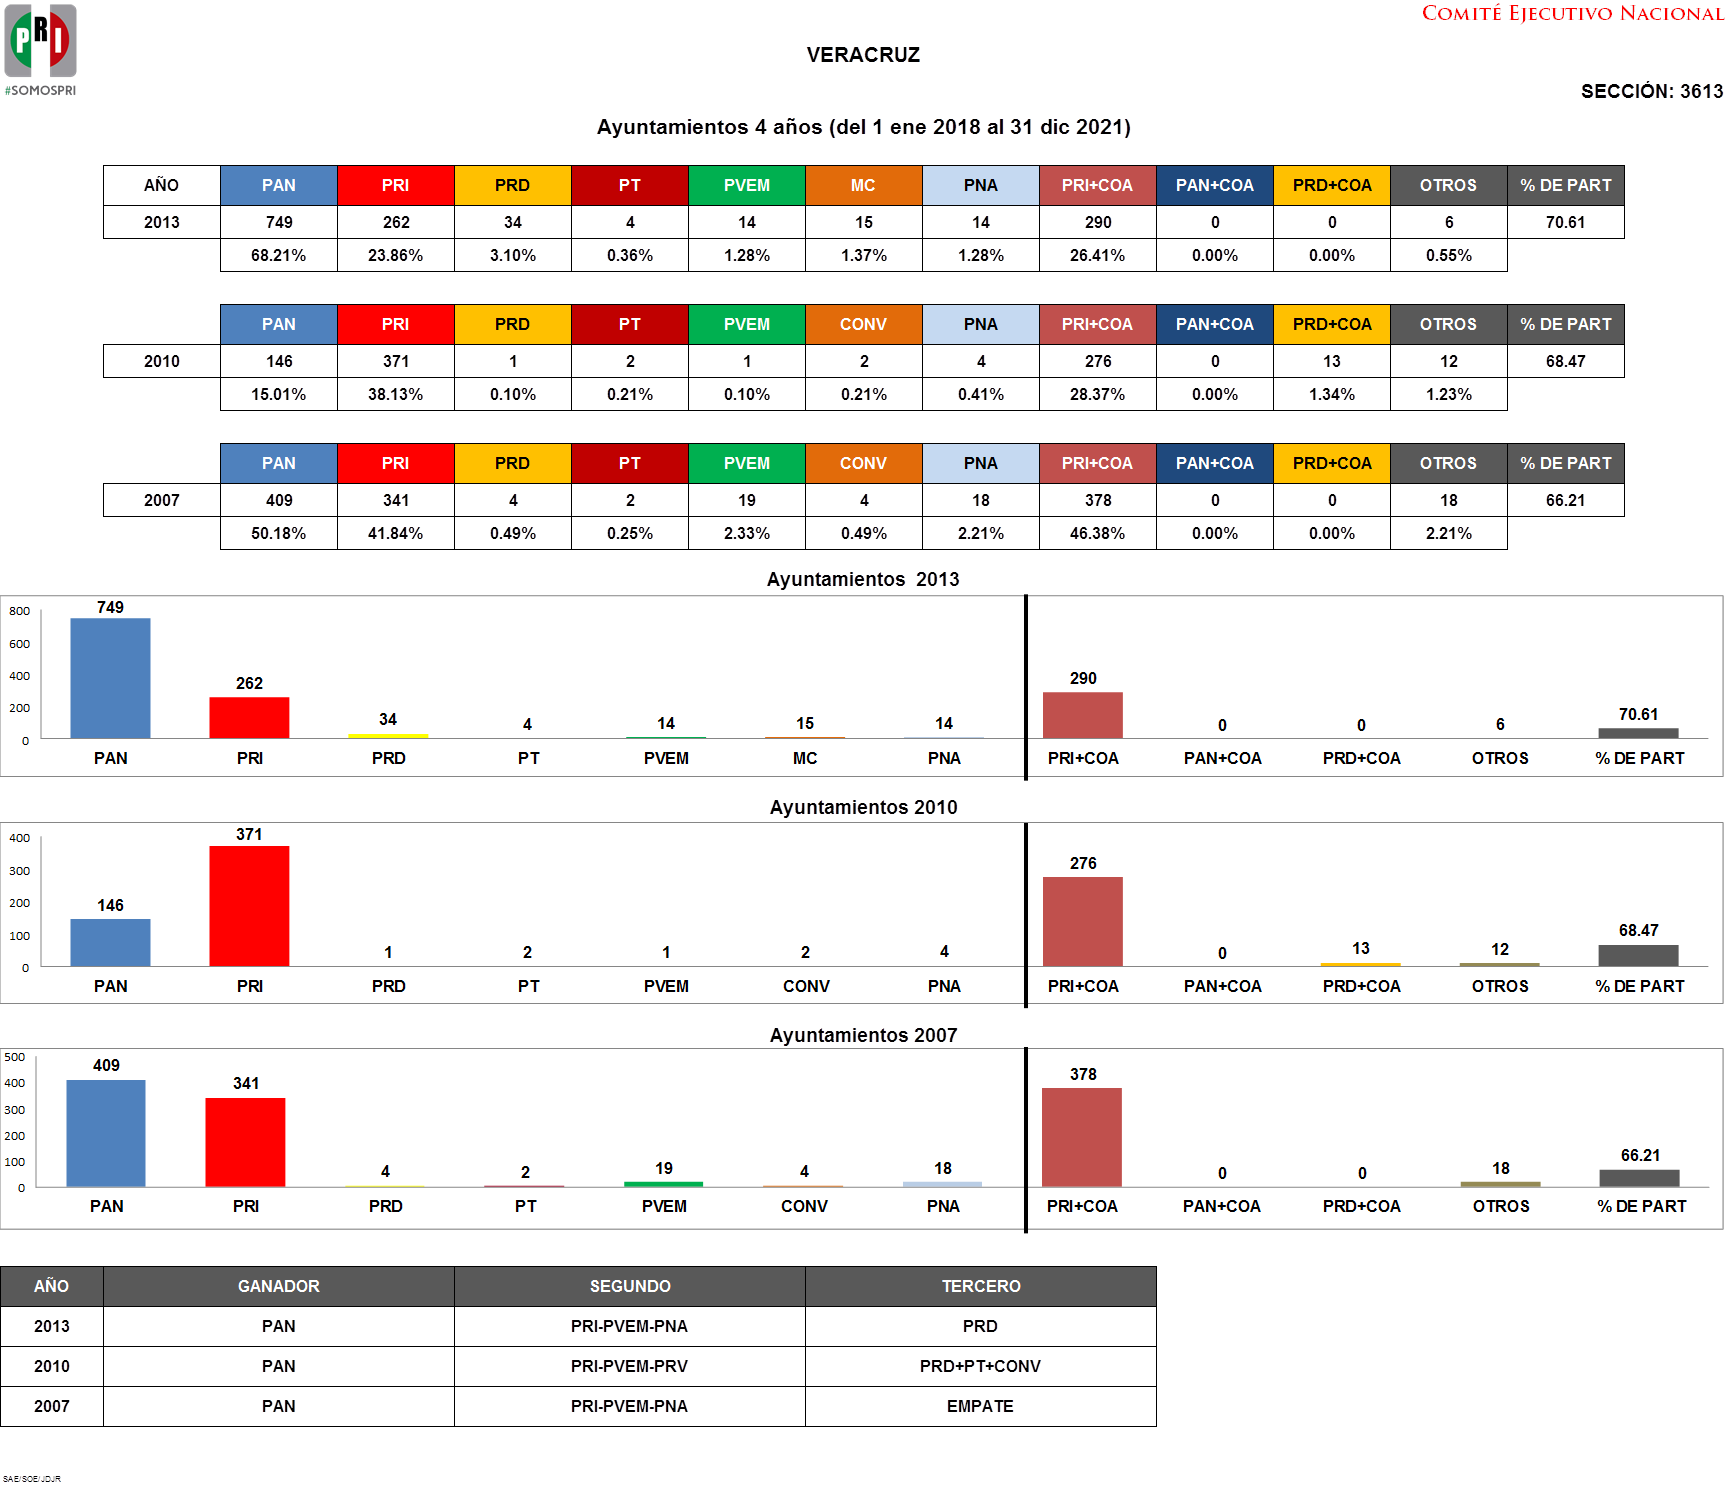 PRI
#SOMOSPRI
COMITÉ EJECUTIVO NACIONAL
VERACRUZ
SECCIÓN: 3613
Ayuntamientos 4 años (del 1 ene 2018 al 31 dic 2021)
AÑO PAN PRI PRD PT PVEM MC PNA PRI+COA PAN+COA PRD+COA OTROS % DE PART
2013 749 262 34 4 14 15 14 290 0 0 6 70.61
68.21% 23.86% 3.10% 0.36% 1.28% 1.37% 1.28% 26.41% 0.00% 0.00% 0.55%
PAN PRI PRD PT PVEM CONV PNA PRI+COA PAN+COA PRD+COA OTROS % DE PART
2010 146 371 1 2 1 2 4 276 0 13 12 68.47
15.01% 38.13% 0.10% 0.21% 0.10% 0.21% 0.41% 28.37% 0.00% 1.34% 1.23%
PAN PRI PRD PT PVEM CONV PNA PRI+COA PAN+COA PRD+COA OTROS % DE PART
2007 409 341 4 2 19 4 18 378 0 0 18 66.21
50.18% 41.84% 0.49% 0.25% 2.33% 0.49% 2.21% 46.38% 0.00% 0.00% 2.21%
Ayuntamientos 2013
800
600
400
200
0
749 262 34 4 14 15 14 290 0 0 6 70.61
PAN PRI PRD PT PVEM MC PNA PRI+COA PAN+COA PRD+COA OTROS % DE PART
Ayuntamientos 2010
400
300
200
100
0
146 371 1 2 1 2 4 276 0 13 12 68.47
PAN PRI PRD PT PVEM CONV PNA PRI+COA PAN+COA PRD+COA OTROS % DE PART
Ayuntamientos 2007
500
400
300
200
100
0
409 341 4 2 19 4 18 378 0 0 18 66.21
PAN PRI PRD PT PVEM CONV PNA PRI+COA PAN+COA PRD+COA OTROS % DE PART
AÑO GANADOR SEGUNDO TERCERO
2013 PAN PRI-PVEM-PNA PRD
2010 PAN PRI-PVEM-PRV PRD+PT+CONV
2007 PAN PRI-PVEM-PNA EMPATE
SAE/SOE/JDJR